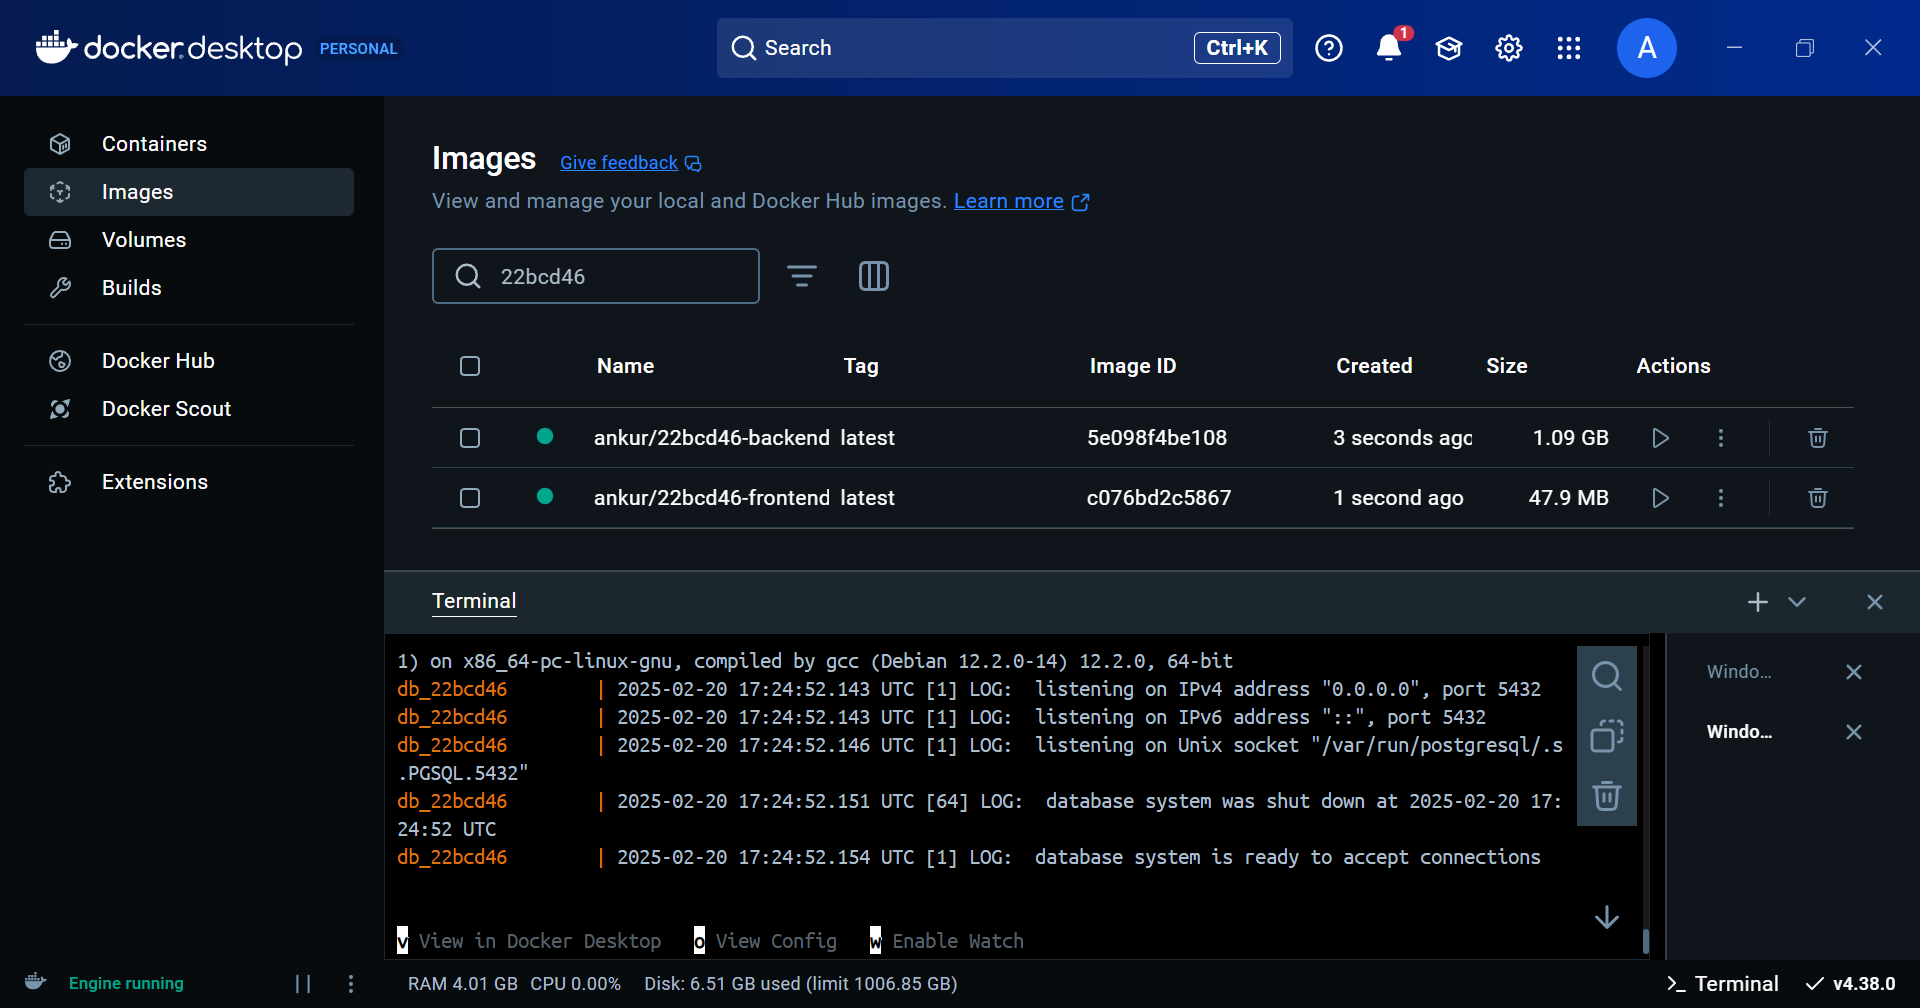 docker desktop PERSONAL
Search Ctrl+K
1
A
Containers
Images
Volumes
Builds
Docker Hub
Docker Scout
Extensions
Images Give feedback
View and manage your local and Docker Hub images. Learn more
22bcd46
Name Tag Image ID Created Size Actions
ankur/22bcd46-backend latest 5e098f4be108 3 seconds ago 1.09 GB
ankur/22bcd46-frontend latest c076bd2c5867 1 second ago 47.9 MB
Terminal
1) on x86_64-pc-linux-gnu, compiled by gcc (Debian 12.2.0-14) 12.2.0, 64-bit
db_22bcd46 | 2025-02-20 17:24:52.143 UTC [1] LOG: listening on IPv4 address "0.0.0.0", port 5432
db_22bcd46 | 2025-02-20 17:24:52.143 UTC [1] LOG: listening on IPv6 address "::", port 5432
db_22bcd46 | 2025-02-20 17:24:52.146 UTC [1] LOG: listening on Unix socket "/var/run/postgresql/.s
.PGSQL.5432"
db_22bcd46 | 2025-02-20 17:24:52.151 UTC [64] LOG: database system was shut down at 2025-02-20 17:
24:52 UTC
db_22bcd46 | 2025-02-20 17:24:52.154 UTC [1] LOG: database system is ready to accept connections
v View in Docker Desktop o View Config w Enable Watch
Windo...
Windo...
Engine running
RAM 4.01 GB CPU 0.00% Disk: 6.51 GB used (limit 1006.85 GB)
>_ Terminal
v4.38.0